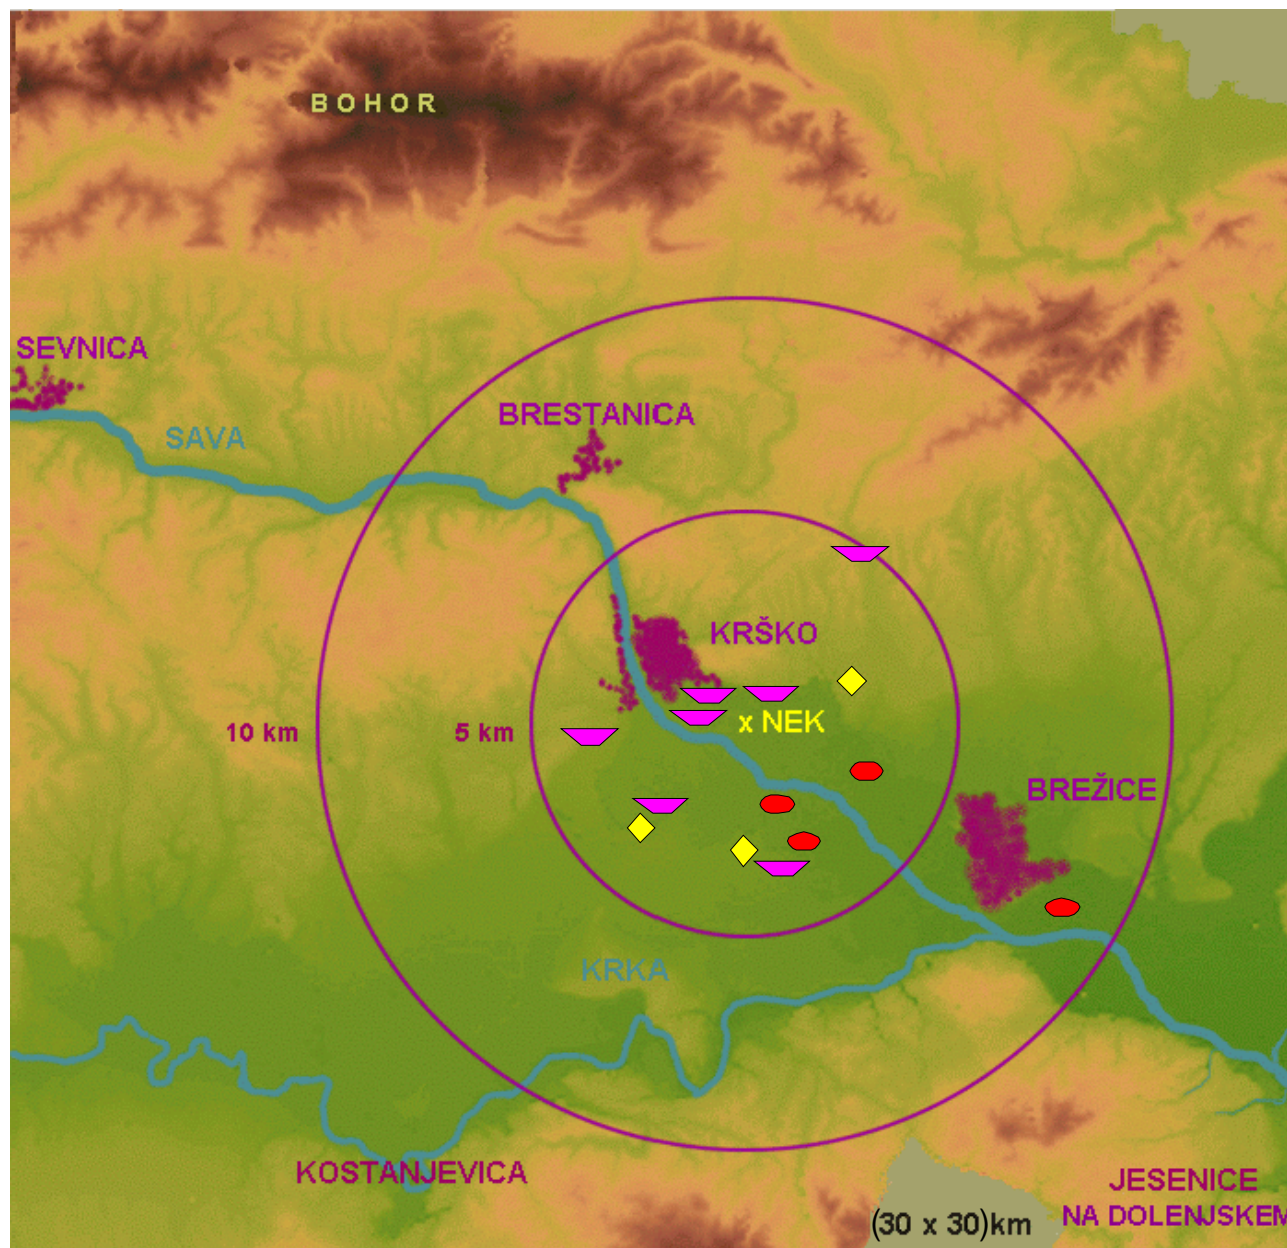 BOHOR
SEVNICA
BRESTANICA
SAVA
KRŠKO
10 km
5 km
x NEK
BREŽICE
KRKA
KOSTANJEVICA
JESENICE
NA DOLENJSKEM
(30 x 30)km